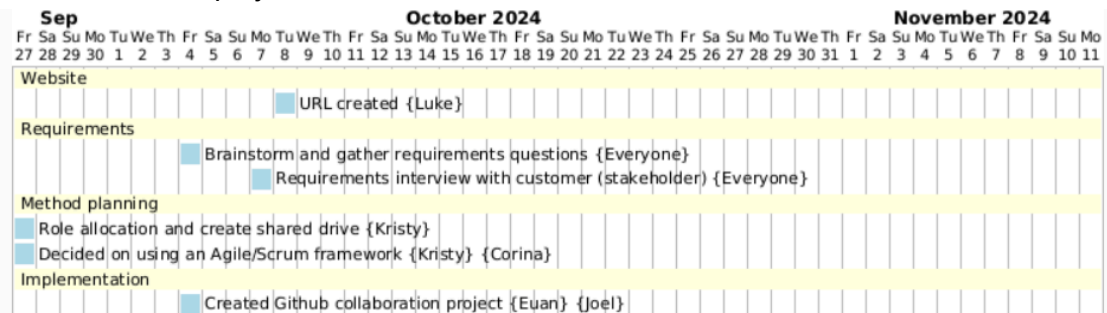 Sep October 2024 November 2024
Fr Sa Su Mo Tu We Th Fr Sa Su Mo Tu We Th Fr Sa Su Mo Tu We Th Fr Sa Su Mo Tu We Th Fr Sa Su Mo Tu We Th Fr Sa Su Mo Tu We Th Fr Sa Su Mo
27 28 29 30 1 2 3 4 5 6 7 8 9 10 11 12 13 14 15 16 17 18 19 20 21 22 23 24 25 26 27 28 29 30 31 1 2 3 4 5 6 7 8 9 10 11
Website
URL created {Luke}
Requirements
Brainstorm and gather requirements questions {Everyone}
Requirements interview with customer (stakeholder) {Everyone}
Method planning
Role allocation and create shared drive {Kristy}
Decided on using an Agile/Scrum framework {Kristy} {Corina}
Implementation
Created Github collaboration project {Euan} {Joel}